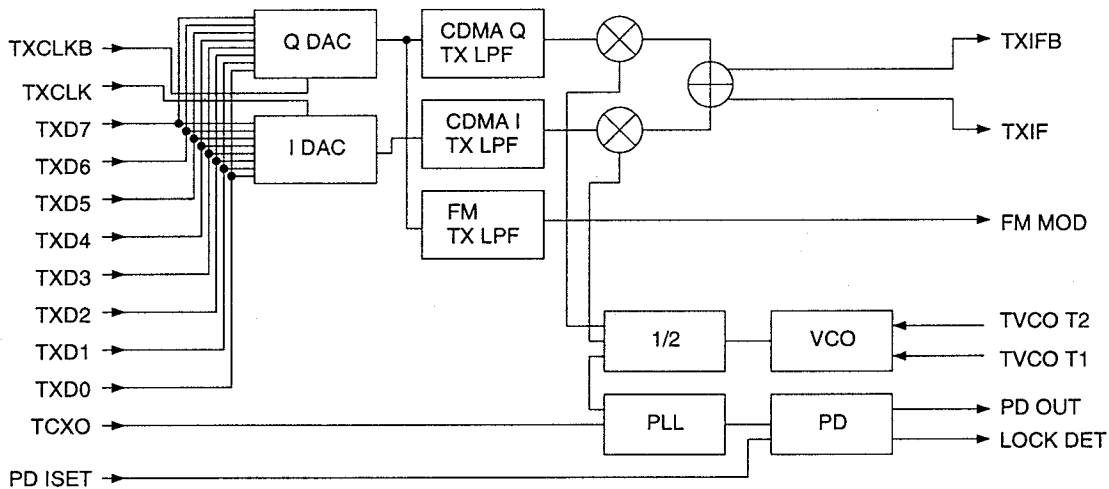 TXCLKB
TXCLK
TXD7
TXD6
TXD5
TXD4
TXD3
TXD2
TXD1
TXD0
TCXO
PD ISET
Q DAC
I DAC
CDMA Q
TX LPF
CDMA I
TX LPF
FM
TX LPF
1/2
VCO
PLL
PD
TXIFB
TXIF
FM MOD
TVCO T2
TVCO T1
PD OUT
LOCK DET